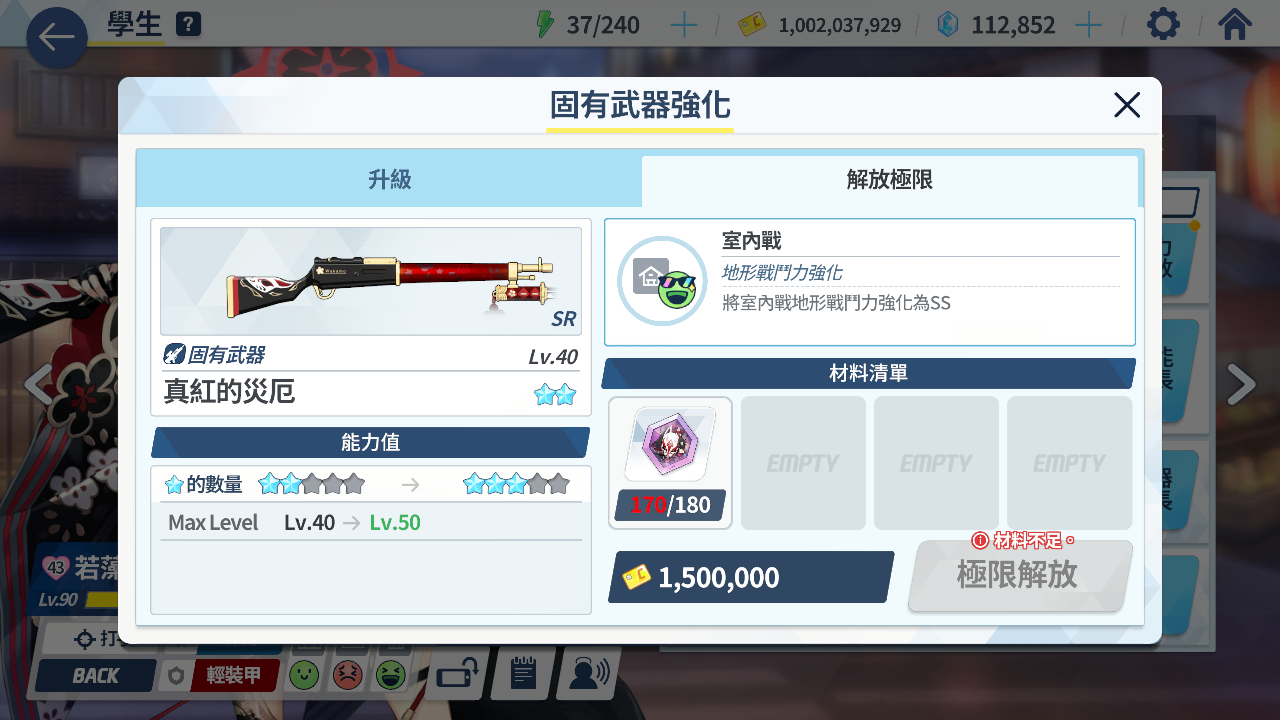 學生 ?
37/240
1,002,037,929
112,852
固有武器強化
升級
解放極限
Wakamo
SR
固有武器
Lv.40
真紅的災厄
能力值
的數量
Max Level Lv.40 Lv.50
室內戰
地形戰鬥力強化
將室內戰地形戰鬥力強化為SS
材料清單
170/180
EMPTY
EMPTY
EMPTY
1,500,000
材料不足。
極限解放
43 若藻
Lv.90
BACK
輕裝甲